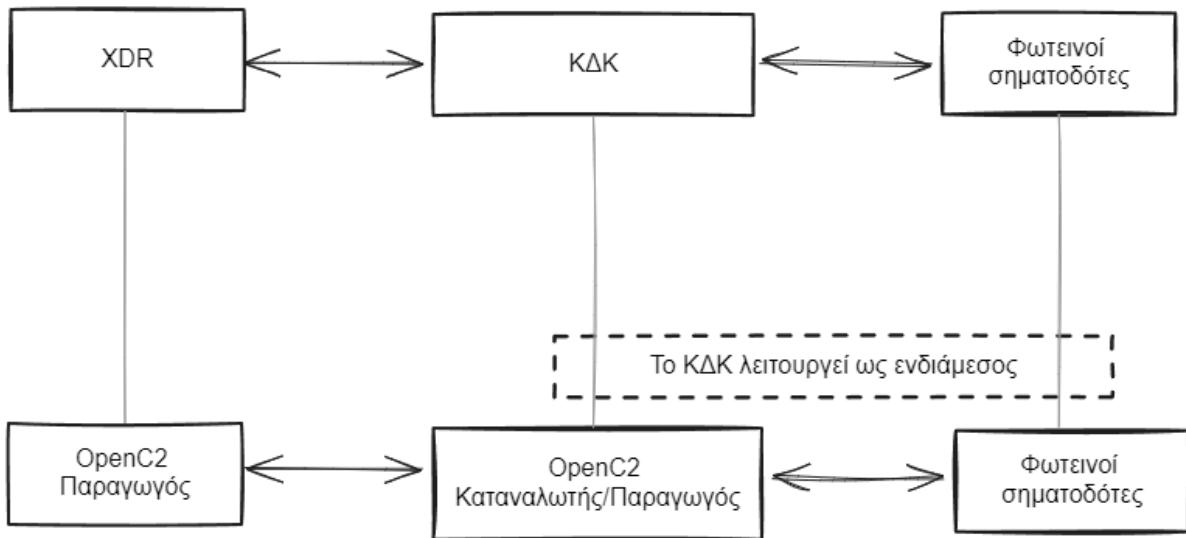 XDR
ΚΔΚ
Φωτεινοί
σηματοδότες
Το ΚΔΚ λειτουργεί ως ενδιάμεσος
OpenC2
Παραγωγός
OpenC2
Καταναλωτής/Παραγωγός
Φωτεινοί
σηματοδότες